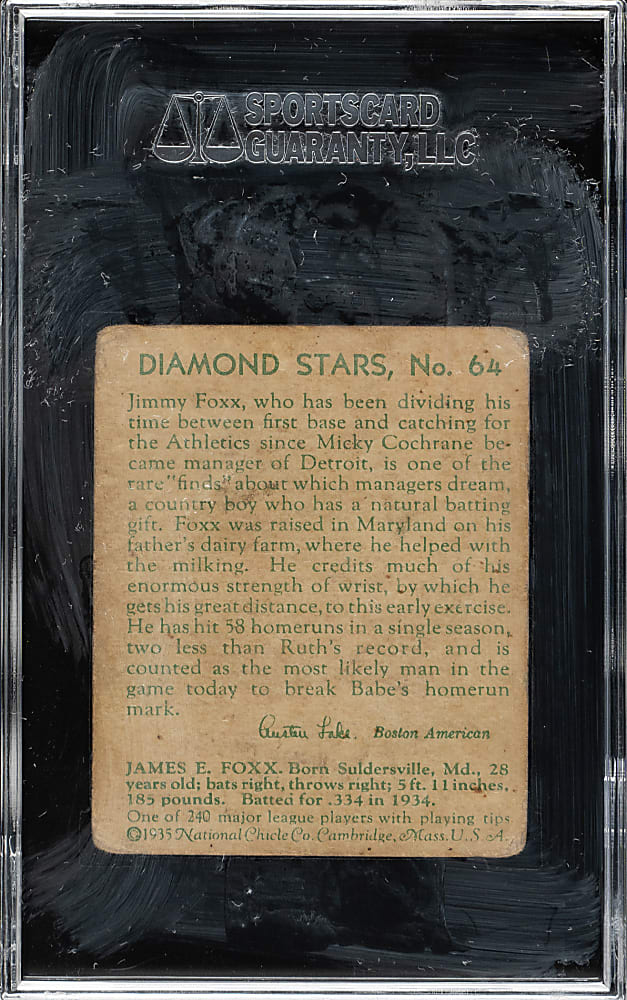 SPORTSCARD
GUARANTY, LLC
DIAMOND STARS, No. 64
Jimmy Foxx, who has been dividing his
time between first base and catching for
the Athletics since Micky Cochrane be-
came manager of Detroit, is one of the
rare "finds" about which managers dream,
a country boy who has a natural batting
gift. Foxx was raised in Maryland on his
father's dairy farm, where he helped with
the milking. He credits much of his
enormous strength of wrist, by which he
gets his great distance, to this early exercise.
He has hit 58 homeruns in a single season,
two less than Ruth's record, and is
counted as the most likely man in the
game today to break Babe's homerun
mark.
Austen Lake. Boston American
JAMES E. FOXX. Born Suldersville, Md., 28
years old; bats right, throws right; 5 ft. 11 inches.
185 pounds. Batted for .334 in 1934.
One of 240 major league players with playing tips
©1935 National Chicle Co. Cambridge, Mass. U.S.A.